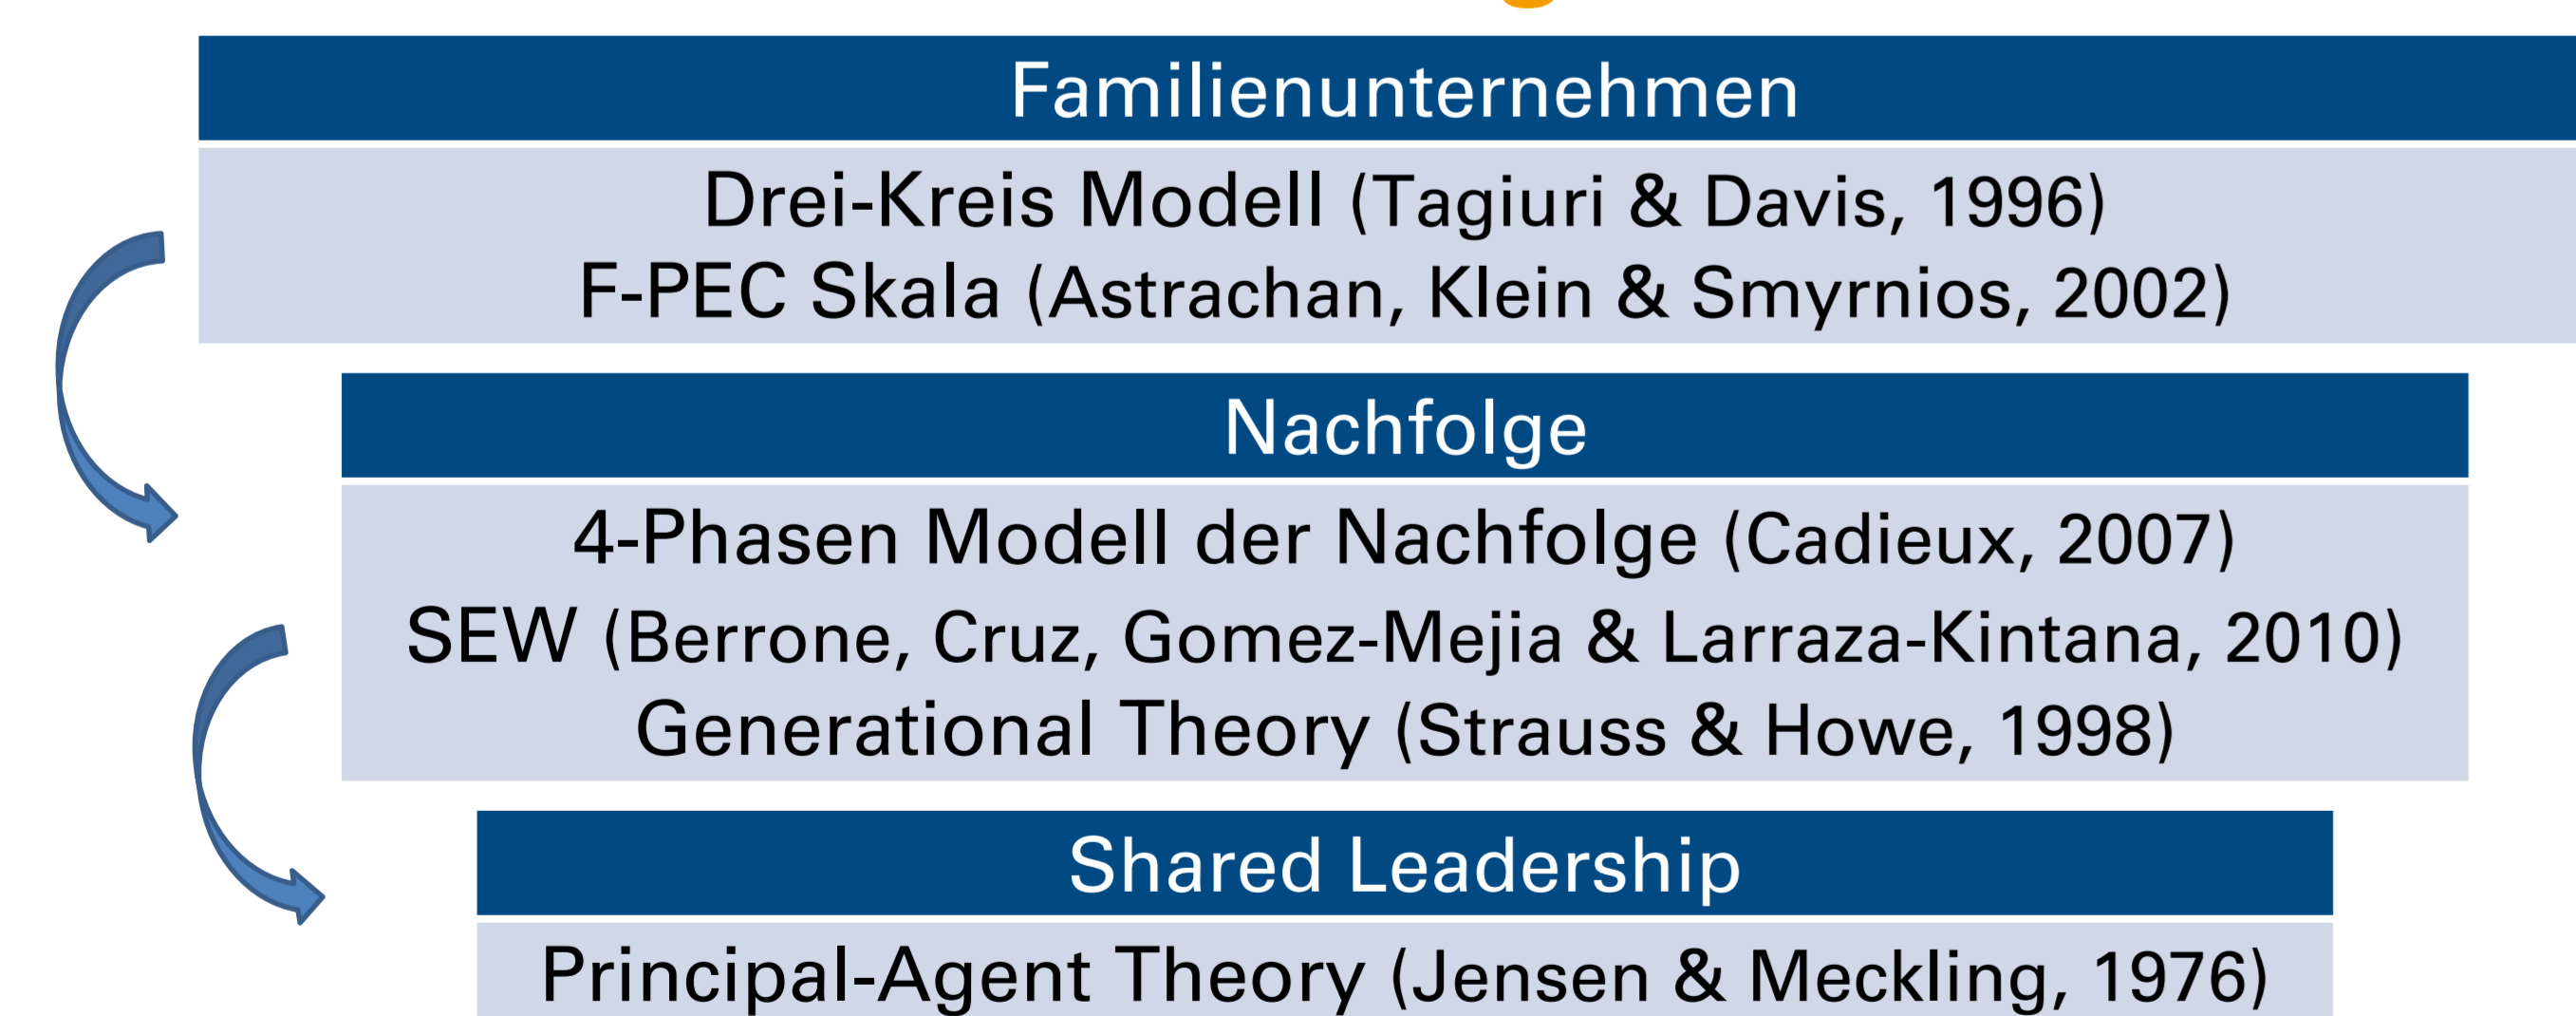 Familienunternehmen
Drei-Kreis Modell (Tagiuri & Davis, 1996)
F-PEC Skala (Astrachan, Klein & Smyrnios, 2002)
Nachfolge
4-Phasen Modell der Nachfolge (Cadieux, 2007)
SEW (Berrone, Cruz, Gomez-Mejia & Larraza-Kintana, 2010)
Generational Theory (Strauss & Howe, 1998)
Shared Leadership
Principal-Agent Theory (Jensen & Meckling, 1976)